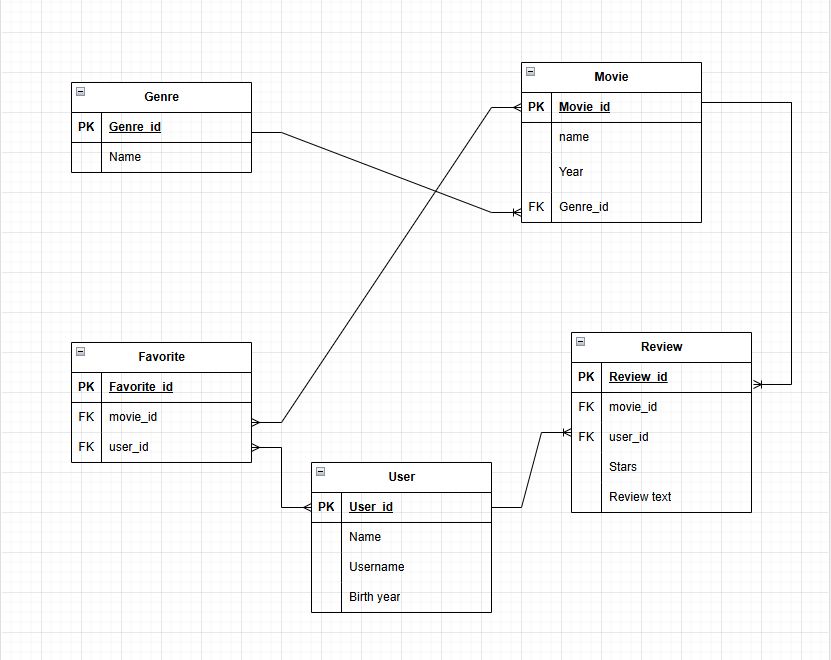 Genre
PK Genre_id
Name
Movie
PK Movie_id
name
Year
FK Genre_id
Favorite
PK Favorite_id
FK movie_id
FK user_id
User
PK User_id
Name
Username
Birth year
Review
PK Review_id
FK movie_id
FK user_id
Stars
Review text